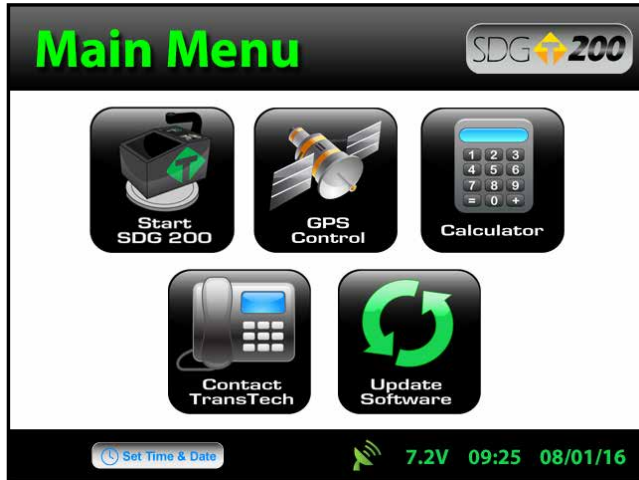 Main Menu
SDG 200
Start
SDG 200
GPS
Control
1 2 3
4 5 6
7 8 9
= 0 +
Calculator
Contact
TransTech
Update
Software
Set Time & Date
7.2V 09:25 08/01/16